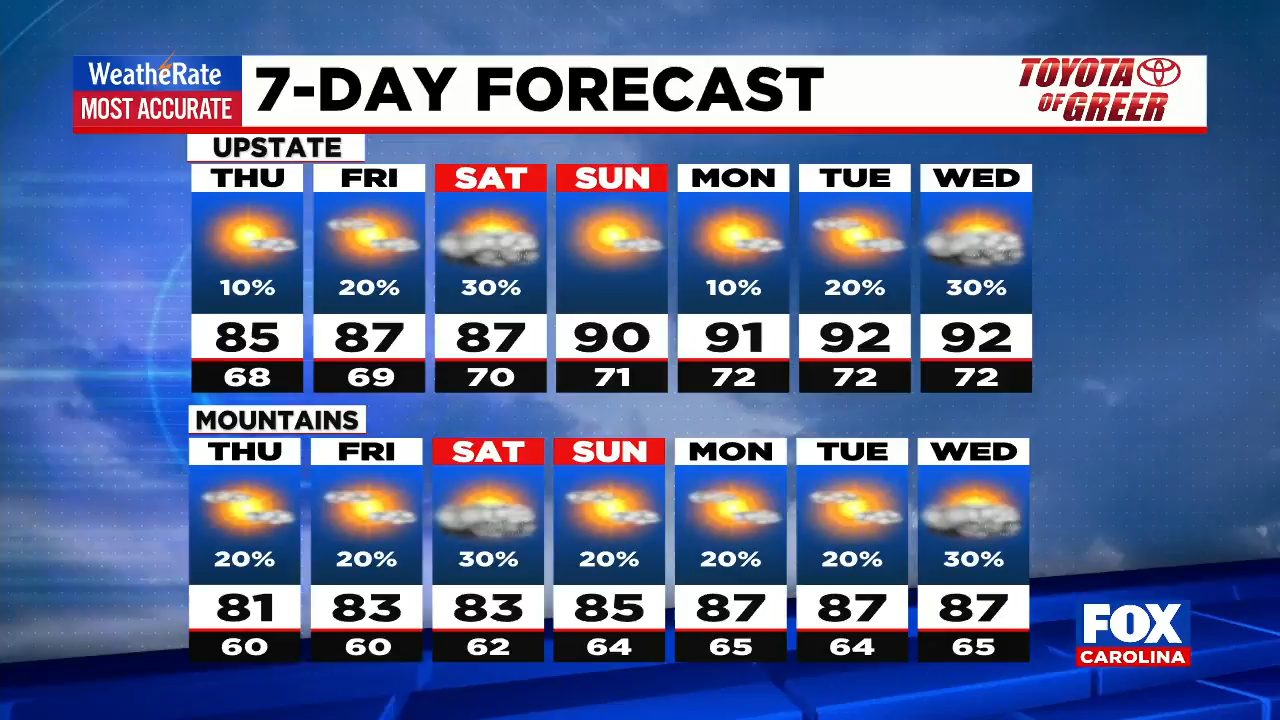 WeatheRate
MOST ACCURATE
7-DAY FORECAST
TOYOTA
OF GREER
UPSTATE
THU FRI SAT SUN MON TUE WED
10% 20% 30% 10% 20% 30%
85 87 87 90 91 92 92
68 69 70 71 72 72 72
MOUNTAINS
THU FRI SAT SUN MON TUE WED
20% 20% 30% 20% 20% 20% 30%
81 83 83 85 87 87 87
60 60 62 64 65 64 65
FOX
CAROLINA